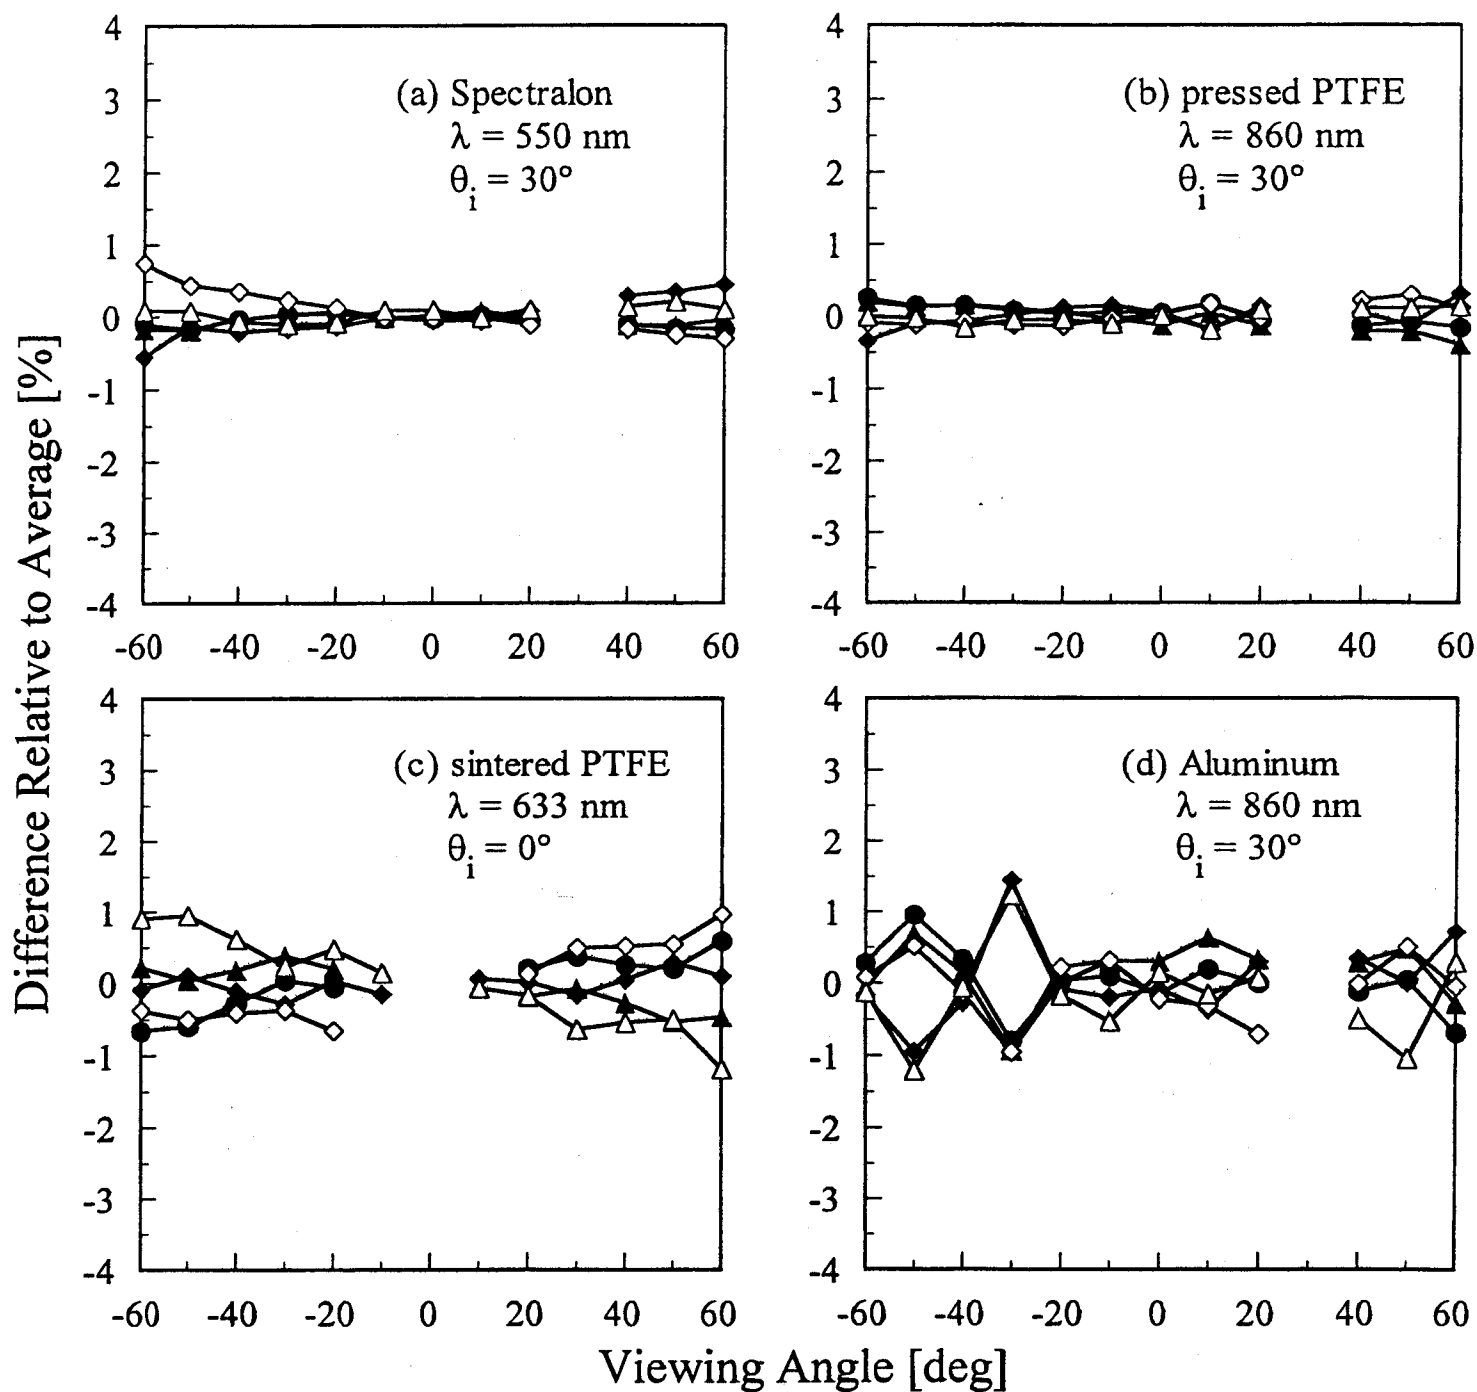 Difference Relative to Average [%]
4
3
2
1
0
-1
-2
-3
-4
(a) Spectralon
λ = 550 nm
θi = 30°
-60 -40 -20 0 20 40 60
4
3
2
1
0
-1
-2
-3
-4
(b) pressed PTFE
λ = 860 nm
θi = 30°
-60 -40 -20 0 20 40 60
4
3
2
1
0
-1
-2
-3
-4
(c) sintered PTFE
λ = 633 nm
θi = 0°
-60 -40 -20 0 20 40 60
4
3
2
1
0
-1
-2
-3
-4
(d) Aluminum
λ = 860 nm
θi = 30°
-60 -40 -20 0 20 40 60
Viewing Angle [deg]